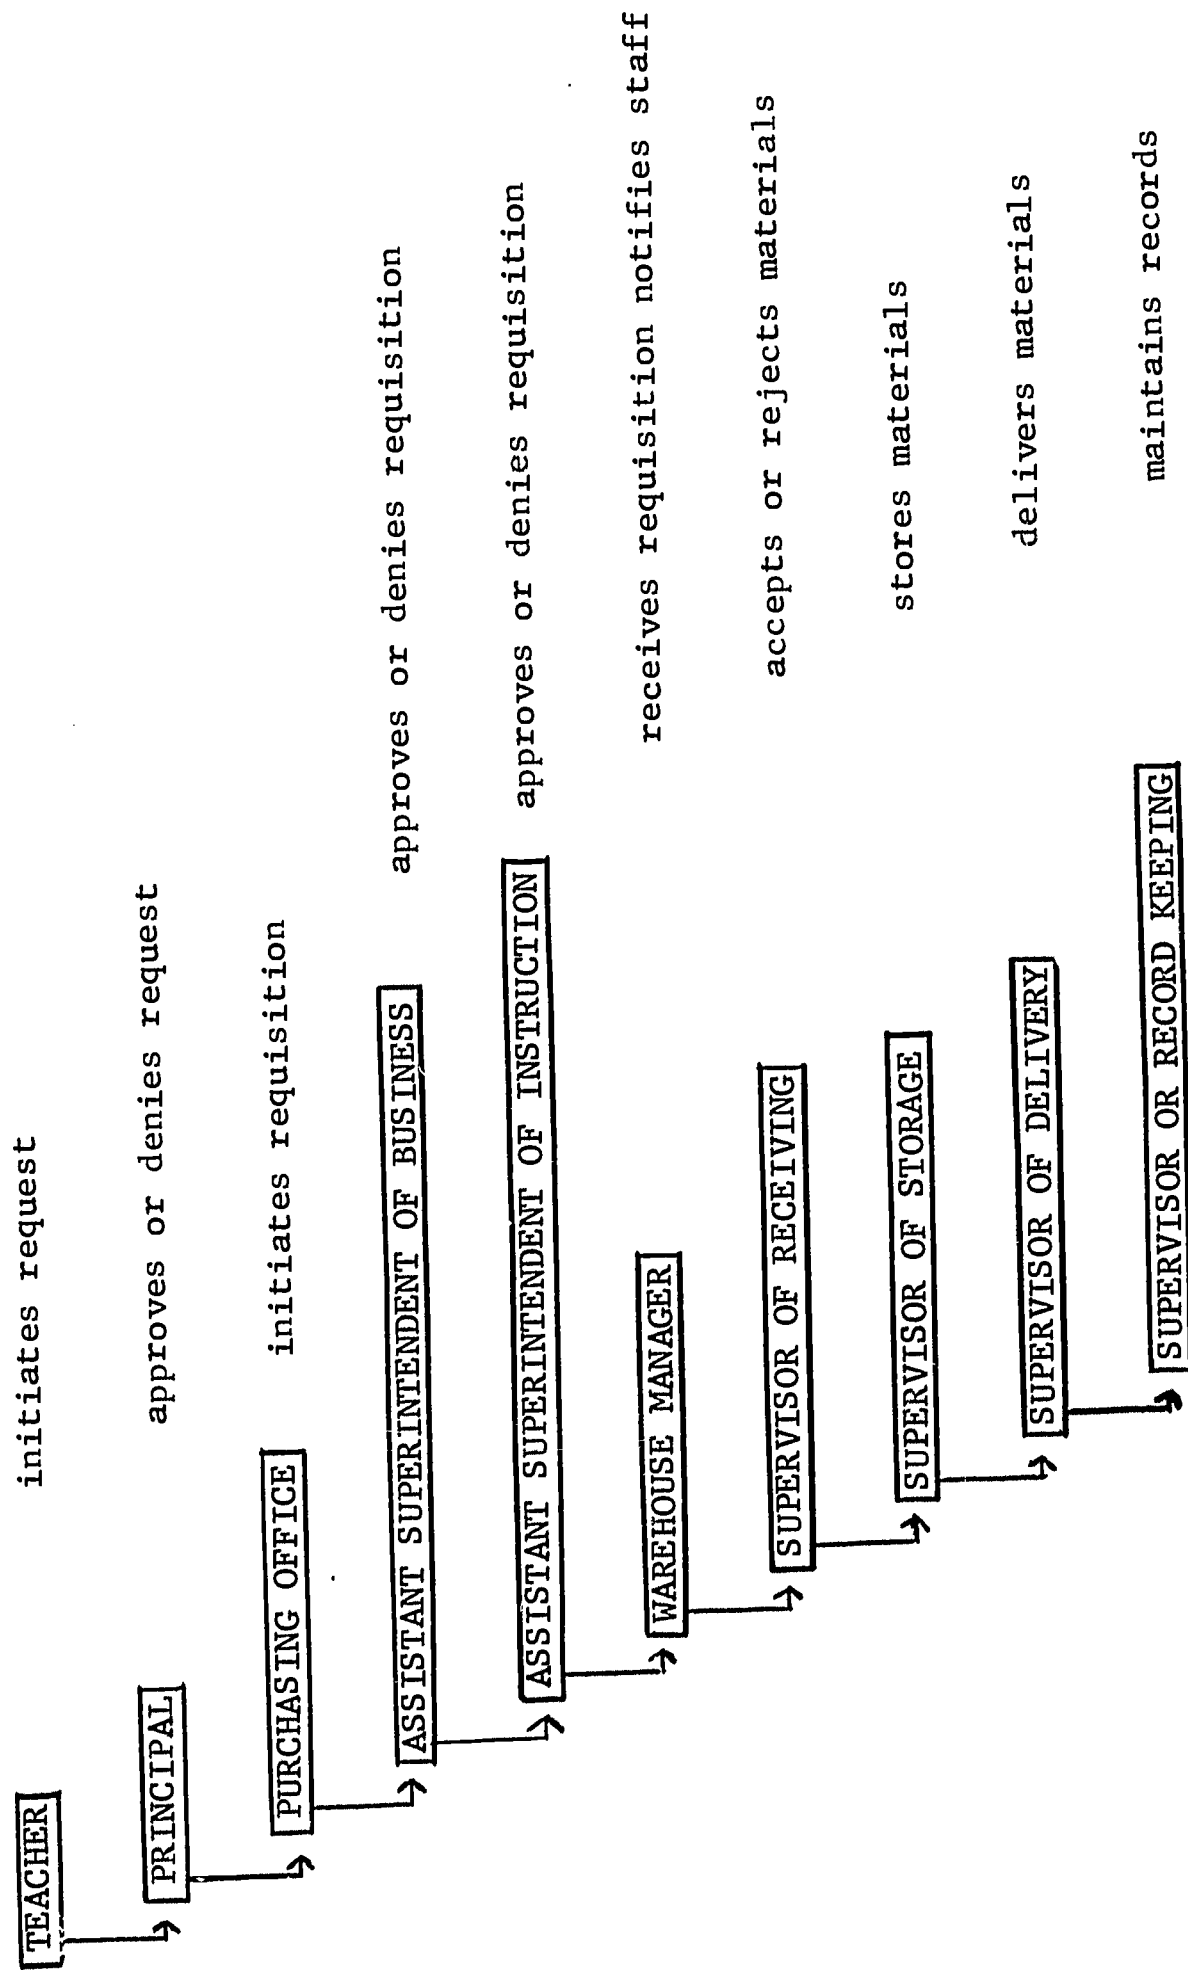 TEACHER initiates request
PRINCIPAL approves or denies request
PURCHASING OFFICE initiates requisition
ASSISTANT SUPERINTENDENT OF BUSINESS approves or denies requisition
ASSISTANT SUPERINTENDENT OF INSTRUCTION approves or denies requisition
WAREHOUSE MANAGER receives requisition notifies staff
SUPERVISOR OF RECEIVING accepts or rejects materials
SUPERVISOR OF STORAGE stores materials
SUPERVISOR OF DELIVERY delivers materials
SUPERVISOR OR RECORD KEEPING maintains records